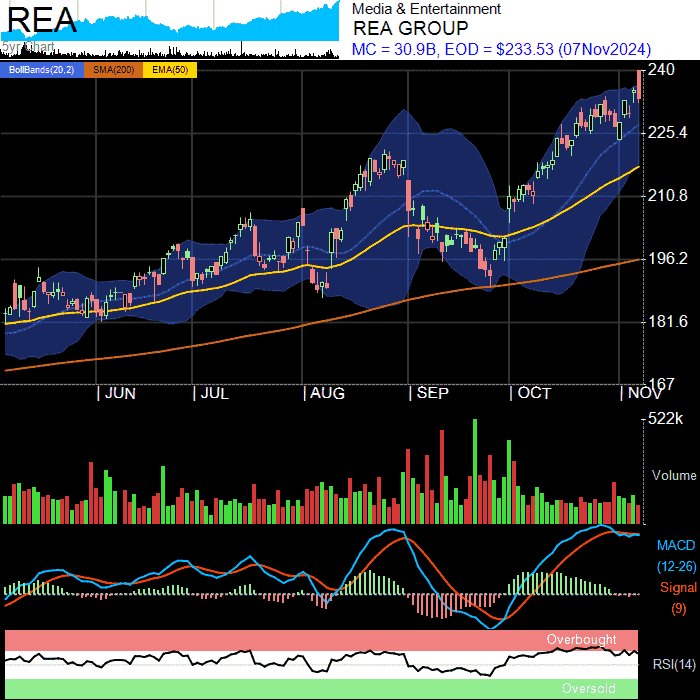 REA
5yr Chart
Media & Entertainment
REA GROUP
MC = 30.9B, EOD = $233.53 (07Nov2024)
BollBands(20,2) SMA(200) EMA(50)
240
225.4
210.8
196.2
181.6
167
JUN JUL AUG SEP OCT NOV
522k
Volume
MACD
(12-26)
Signal
(9)
Overbought
RSI(14)
Oversold